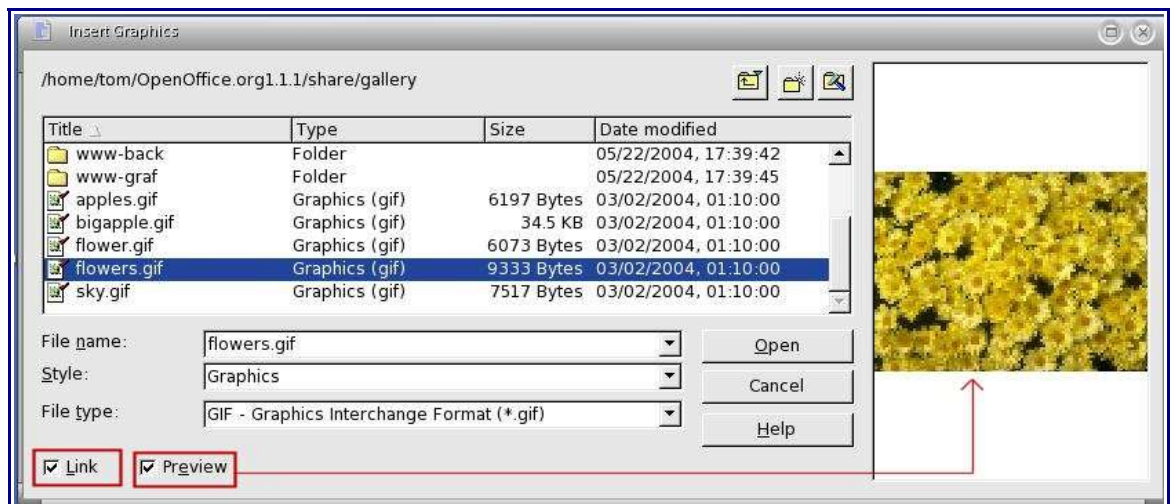 Insert Graphics
/home/tom/OpenOffice.org1.1.1/share/gallery
Title Type Size Date modified
www-back Folder 05/22/2004, 17:39:42
www-graf Folder 05/22/2004, 17:39:45
apples.gif Graphics (gif) 6197 Bytes 03/02/2004, 01:10:00
bigapple.gif Graphics (gif) 34.5 KB 03/02/2004, 01:10:00
flower.gif Graphics (gif) 6073 Bytes 03/02/2004, 01:10:00
flowers.gif Graphics (gif) 9333 Bytes 03/02/2004, 01:10:00
sky.gif Graphics (gif) 7517 Bytes 03/02/2004, 01:10:00
File name: flowers.gif Open
Style: Graphics Cancel
File type: GIF - Graphics Interchange Format (*.gif) Help
Link Preview